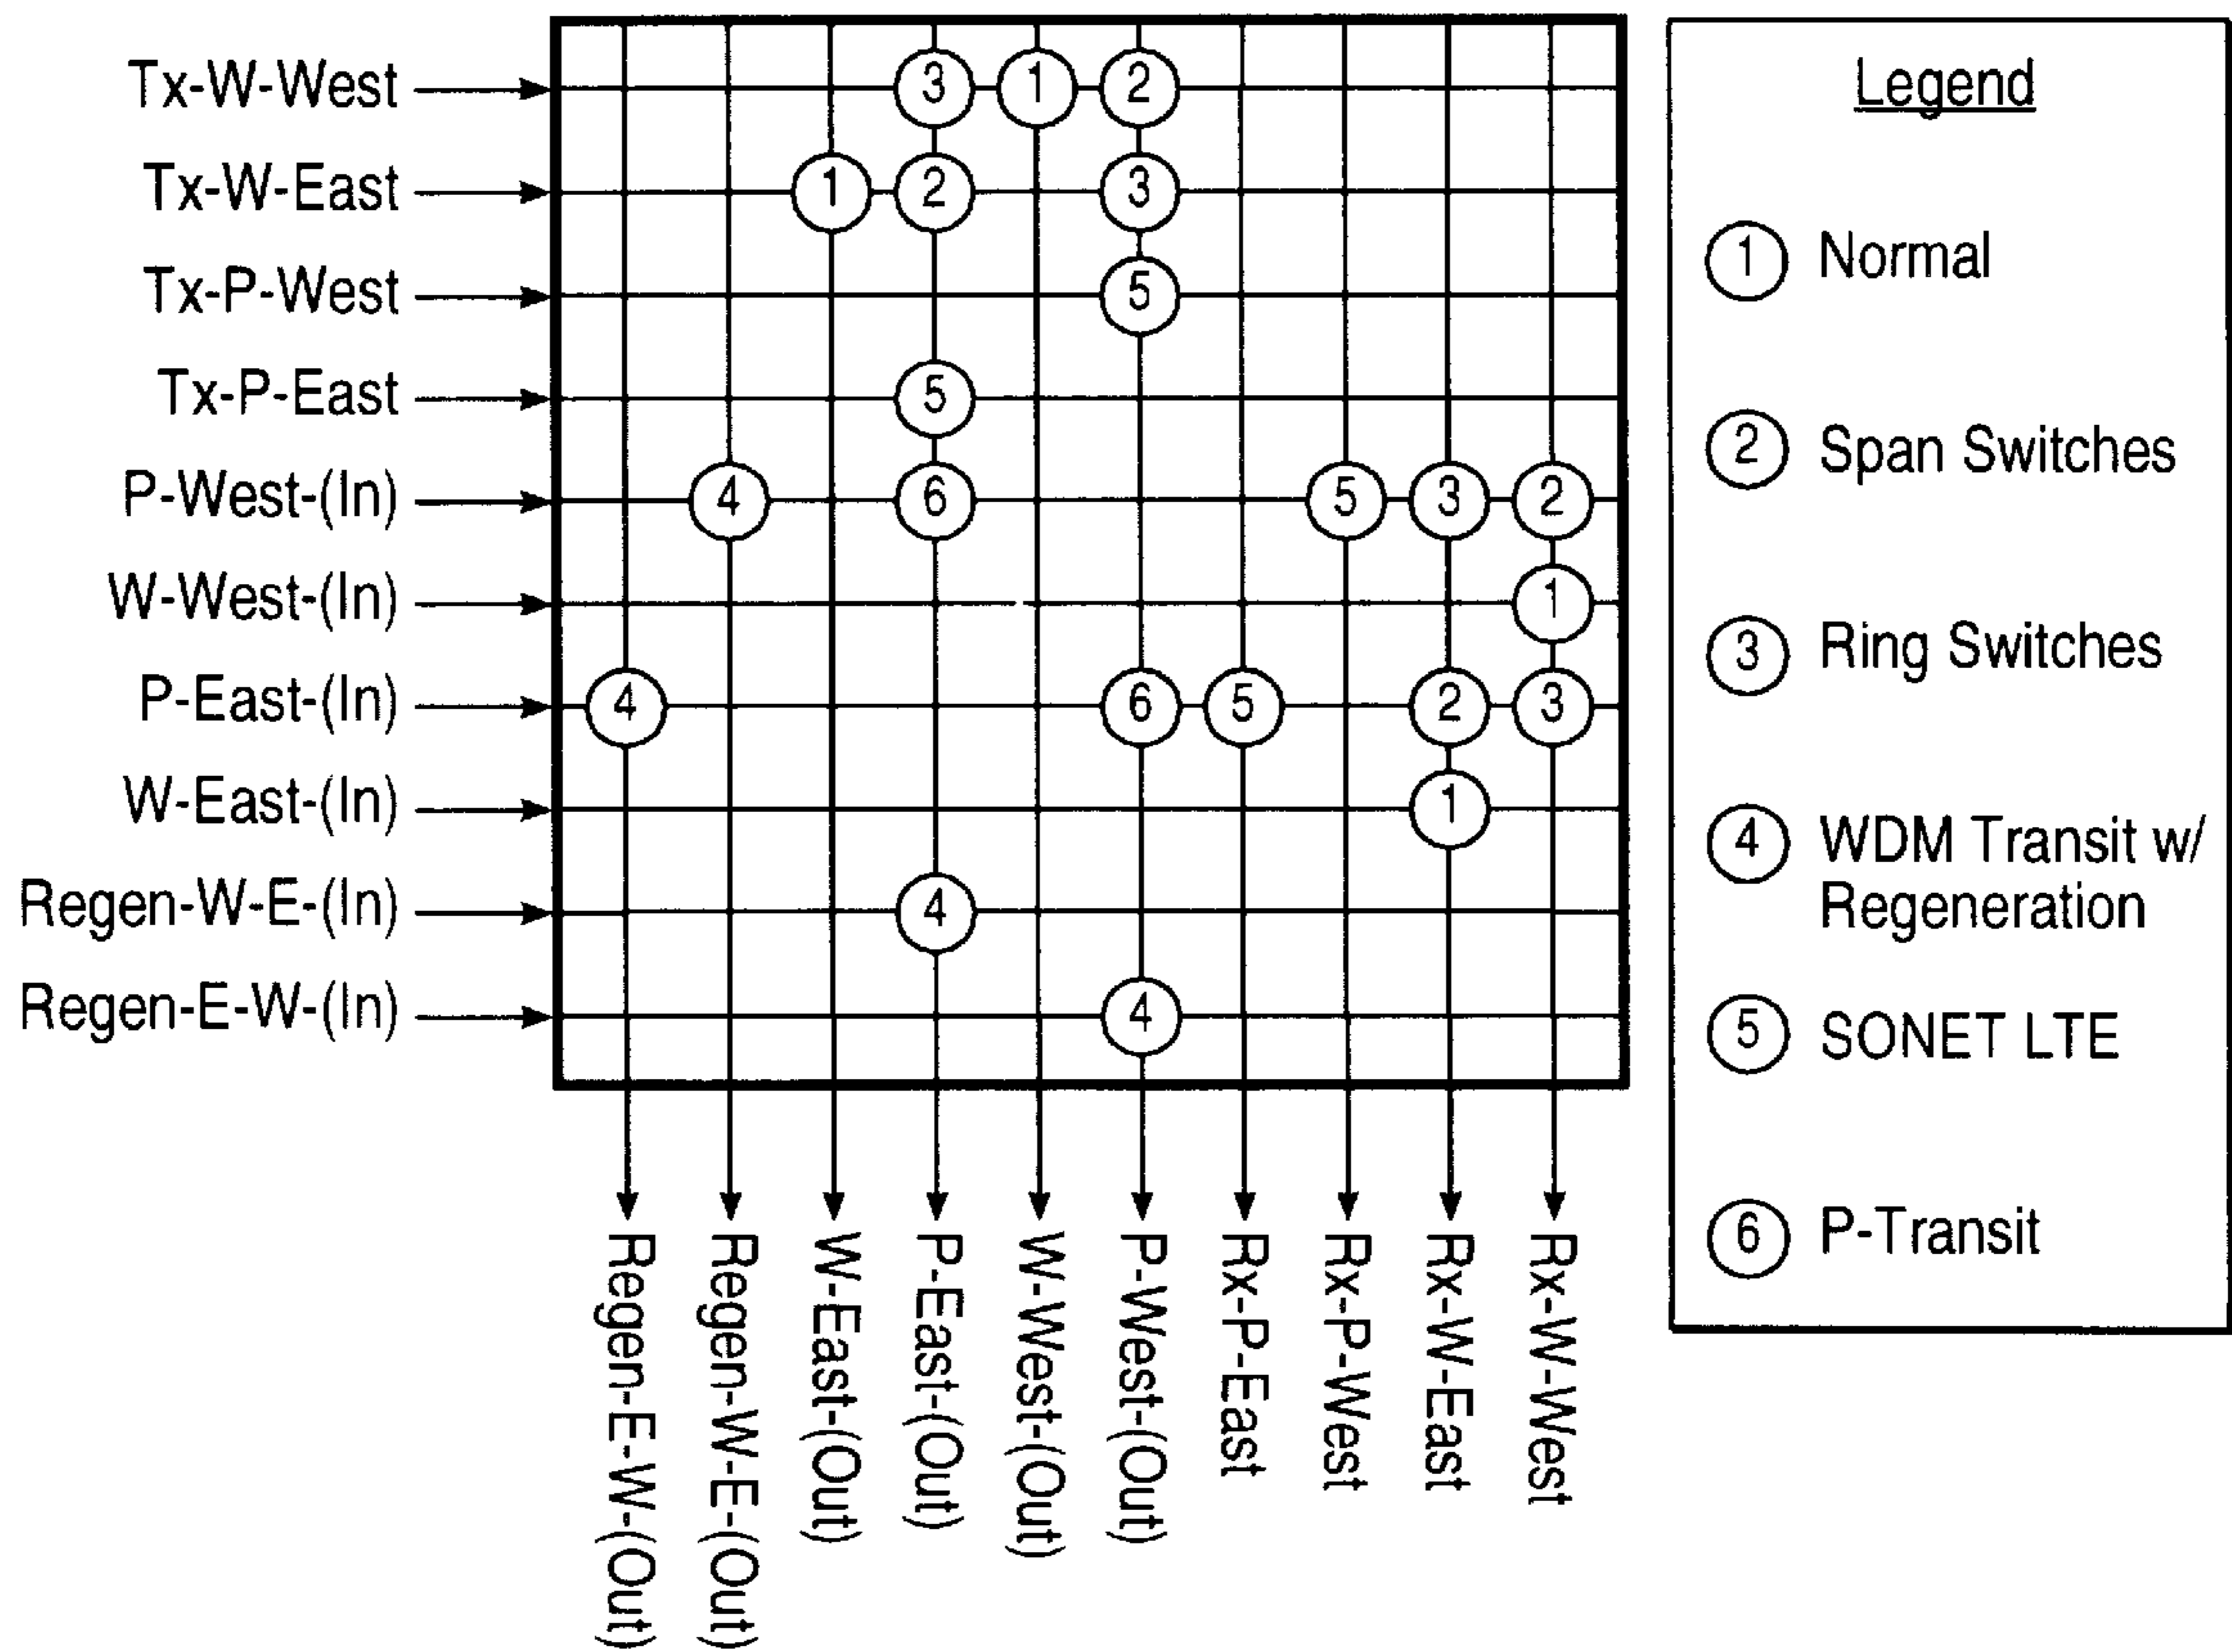 Tx-W-West
3 1 2
Tx-W-East
1 2 3
Tx-P-West
5
Tx-P-East
5
P-West-(In)
4 6 5 3 2
W-West-(In)
1
P-East-(In)
4 6 5 2 3
W-East-(In)
1
Regen-W-E-(In)
4
Regen-E-W-(In)
4
Regen-E-W-(Out)
Regen-W-E-(Out)
W-East-(Out)
P-East-(Out)
W-West-(Out)
P-West-(Out)
Rx-P-East
Rx-P-West
Rx-W-East
Rx-W-West
Legend
1 Normal
2 Span Switches
3 Ring Switches
4 WDM Transit w/
Regeneration
5 SONET LTE
6 P-Transit